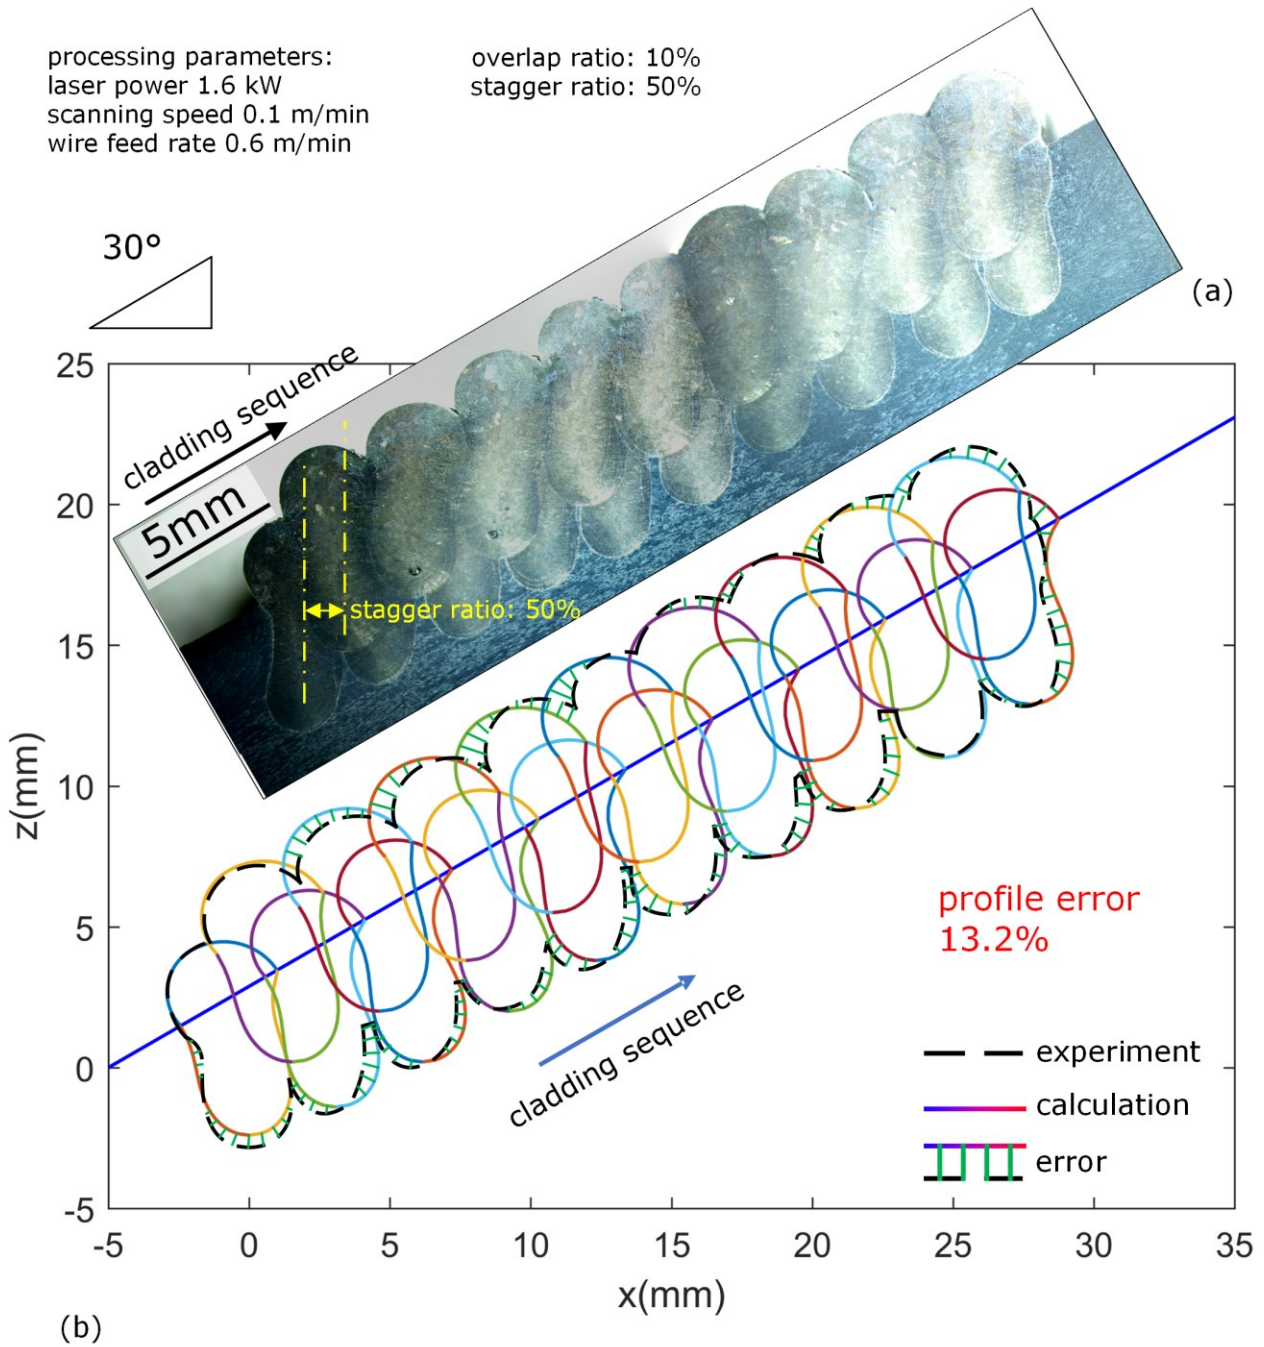 processing parameters:
laser power 1.6 kW
scanning speed 0.1 m/min
wire feed rate 0.6 m/min
overlap ratio: 10%
stagger ratio: 50%
30°
(a)
cladding sequence
5mm
stagger ratio: 50%
25
20
15
10
5
0
-5
z(mm)
profile error
13.2%
cladding sequence
experiment
calculation
error
-5 0 5 10 15 20 25 30 35
x(mm)
(b)